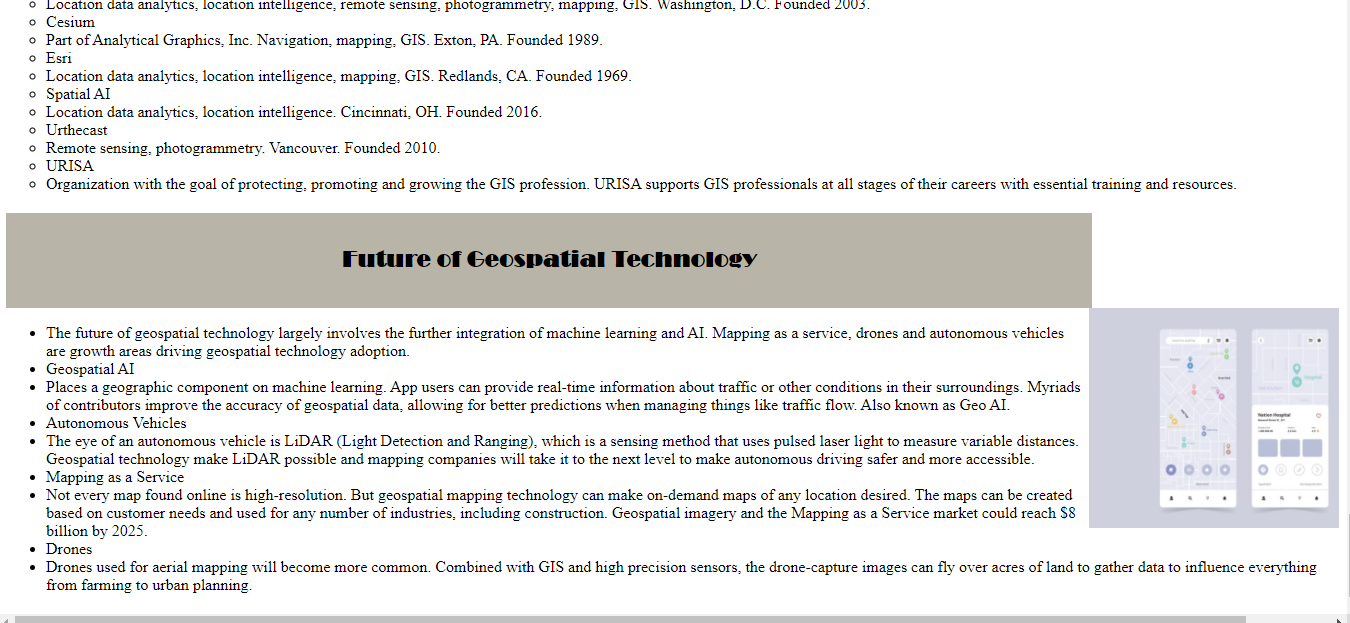 Location data analytics, location intelligence, remote sensing, photogrammetry, mapping, GIS. Washington, D.C. Founded 2003.
Cesium
Part of Analytical Graphics, Inc. Navigation, mapping, GIS. Exton, PA. Founded 1989.
Esri
Location data analytics, location intelligence, mapping, GIS. Redlands, CA. Founded 1969.
Spatial AI
Location data analytics, location intelligence. Cincinnati, OH. Founded 2016.
Urthecast
Remote sensing, photogrammetry. Vancouver. Founded 2010.
URISA
Organization with the goal of protecting, promoting and growing the GIS profession. URISA supports GIS professionals at all stages of their careers with essential training and resources.
Future of Geospatial Technology
The future of geospatial technology largely involves the further integration of machine learning and AI. Mapping as a service, drones and autonomous vehicles
are growth areas driving geospatial technology adoption.
Geospatial AI
Places a geographic component on machine learning. App users can provide real-time information about traffic or other conditions in their surroundings. Myriads
of contributors improve the accuracy of geospatial data, allowing for better predictions when managing things like traffic flow. Also known as Geo AI.
Autonomous Vehicles
The eye of an autonomous vehicle is LiDAR (Light Detection and Ranging), which is a sensing method that uses pulsed laser light to measure variable distances.
Geospatial technology make LiDAR possible and mapping companies will take it to the next level to make autonomous driving safer and more accessible.
Mapping as a Service
Not every map found online is high-resolution. But geospatial mapping technology can make on-demand maps of any location desired. The maps can be created
based on customer needs and used for any number of industries, including construction. Geospatial imagery and the Mapping as a Service market could reach $8
billion by 2025.
Drones
Drones used for aerial mapping will become more common. Combined with GIS and high precision sensors, the drone-capture images can fly over acres of land to gather data to influence everything
from farming to urban planning.
Hospital